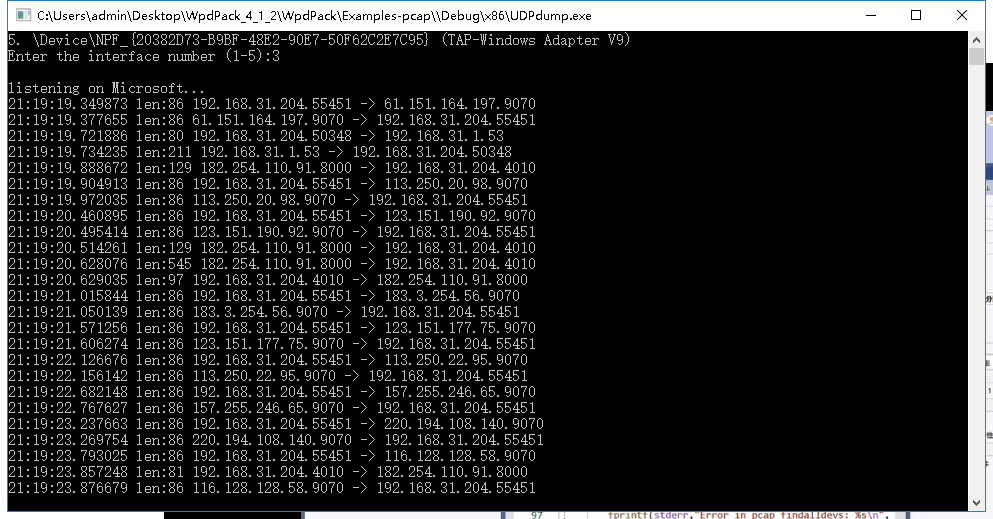 C:\Users\admin\Desktop\WpdPack_4_1_2\WpdPack\Examples-pcap\\Debug\x86\UDPdump.exe
5. \Device\NPF_{20382D73-B9BF-48E2-90E7-50F62C2E7C95} (TAP-Windows Adapter V9)
Enter the interface number (1-5):3
listening on Microsoft...
21:19:19.349873 len:86 192.168.31.204.55451 -> 61.151.164.197.9070
21:19:19.377655 len:86 61.151.164.197.9070 -> 192.168.31.204.55451
21:19:19.721886 len:80 192.168.31.204.50348 -> 192.168.31.1.53
21:19:19.734235 len:211 192.168.31.1.53 -> 192.168.31.204.50348
21:19:19.888672 len:129 182.254.110.91.8000 -> 192.168.31.204.4010
21:19:19.904913 len:86 192.168.31.204.55451 -> 113.250.20.98.9070
21:19:19.972035 len:86 113.250.20.98.9070 -> 192.168.31.204.55451
21:19:20.460895 len:86 192.168.31.204.55451 -> 123.151.190.92.9070
21:19:20.495414 len:86 123.151.190.92.9070 -> 192.168.31.204.55451
21:19:20.514261 len:129 182.254.110.91.8000 -> 192.168.31.204.4010
21:19:20.628076 len:545 182.254.110.91.8000 -> 192.168.31.204.4010
21:19:20.629035 len:97 192.168.31.204.4010 -> 182.254.110.91.8000
21:19:21.015844 len:86 192.168.31.204.55451 -> 183.3.254.56.9070
21:19:21.050139 len:86 183.3.254.56.9070 -> 192.168.31.204.55451
21:19:21.571256 len:86 192.168.31.204.55451 -> 123.151.177.75.9070
21:19:21.606274 len:86 123.151.177.75.9070 -> 192.168.31.204.55451
21:19:22.126676 len:86 192.168.31.204.55451 -> 113.250.22.95.9070
21:19:22.156142 len:86 113.250.22.95.9070 -> 192.168.31.204.55451
21:19:22.682148 len:86 192.168.31.204.55451 -> 157.255.246.65.9070
21:19:22.767627 len:86 157.255.246.65.9070 -> 192.168.31.204.55451
21:19:23.237663 len:86 192.168.31.204.55451 -> 220.194.108.140.9070
21:19:23.269754 len:86 220.194.108.140.9070 -> 192.168.31.204.55451
21:19:23.793025 len:86 192.168.31.204.55451 -> 116.128.128.58.9070
21:19:23.857248 len:81 192.168.31.204.4010 -> 182.254.110.91.8000
21:19:23.876679 len:86 116.128.128.58.9070 -> 192.168.31.204.55451
97 fprintf(stderr,"Error in pcap_findalldevs: %s\n",